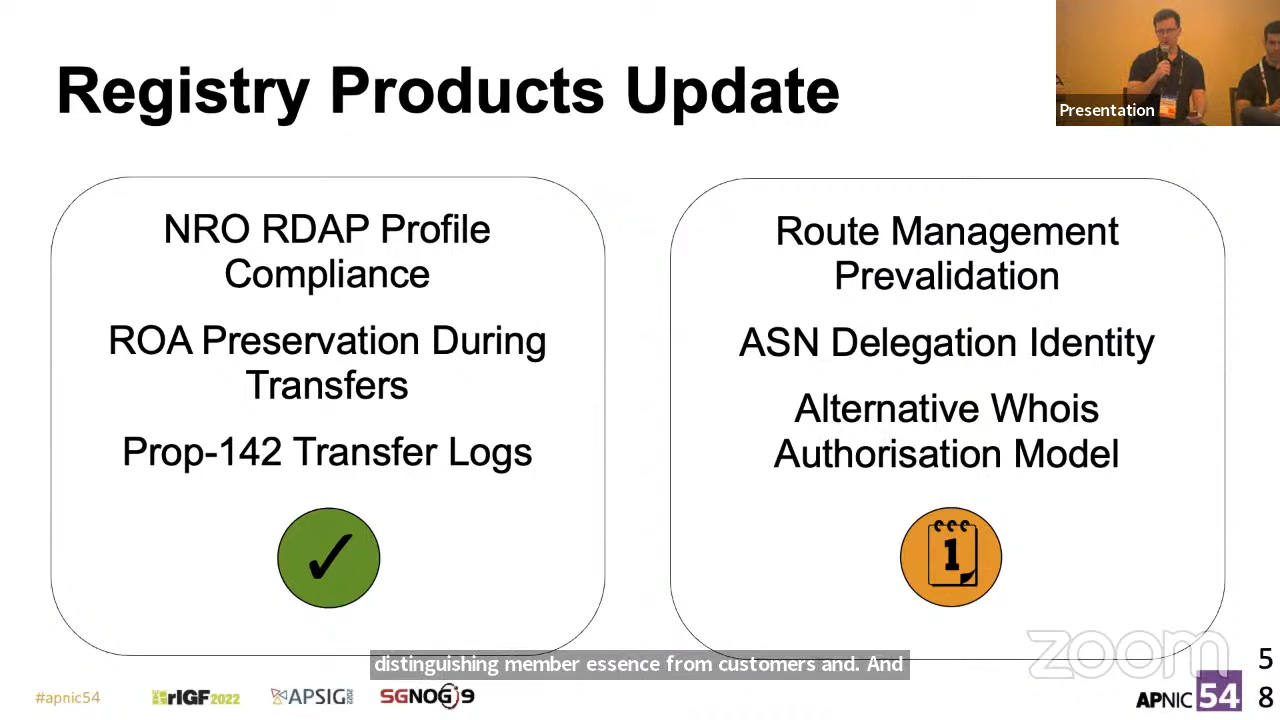 Registry Products Update
Presentation
NRO RDAP Profile
Compliance
ROA Preservation During
Transfers
Prop-142 Transfer Logs
✓
Route Management
Prevalidation
ASN Delegation Identity
Alternative Whois
Authorisation Model
1
distinguishing member essence from customers and. And
zoom
#apnic54
rIGF2022
APSIG
SGNOG9
APNIC 54
5
8